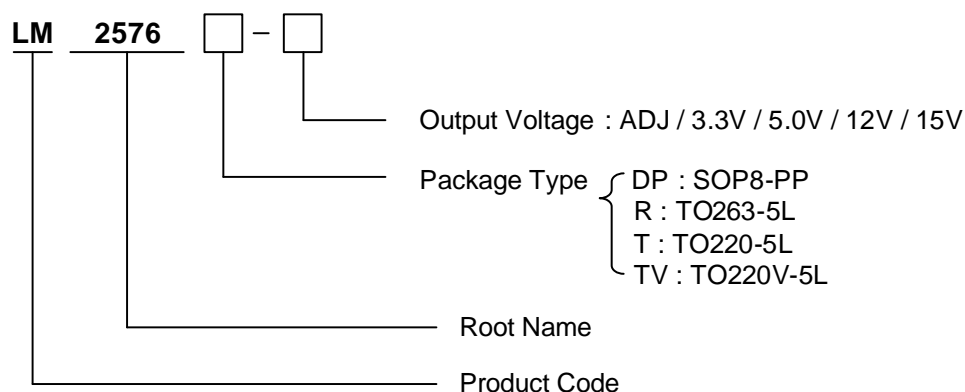 LM 2576 –
Output Voltage : ADJ / 3.3V / 5.0V / 12V / 15V
Package Type
DP : SOP8-PP
R : TO263-5L
T : TO220-5L
TV : TO220V-5L
Root Name
Product Code